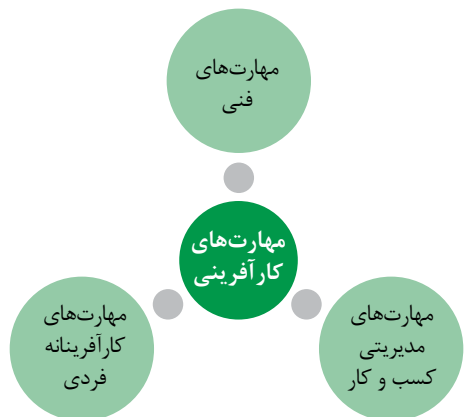 مهارت‌های
فنی
مهارت‌های
کارآفرینی
مهارت‌های
مدیریتی
کسب و کار
مهارت‌های
کارآفرینانه
فردی